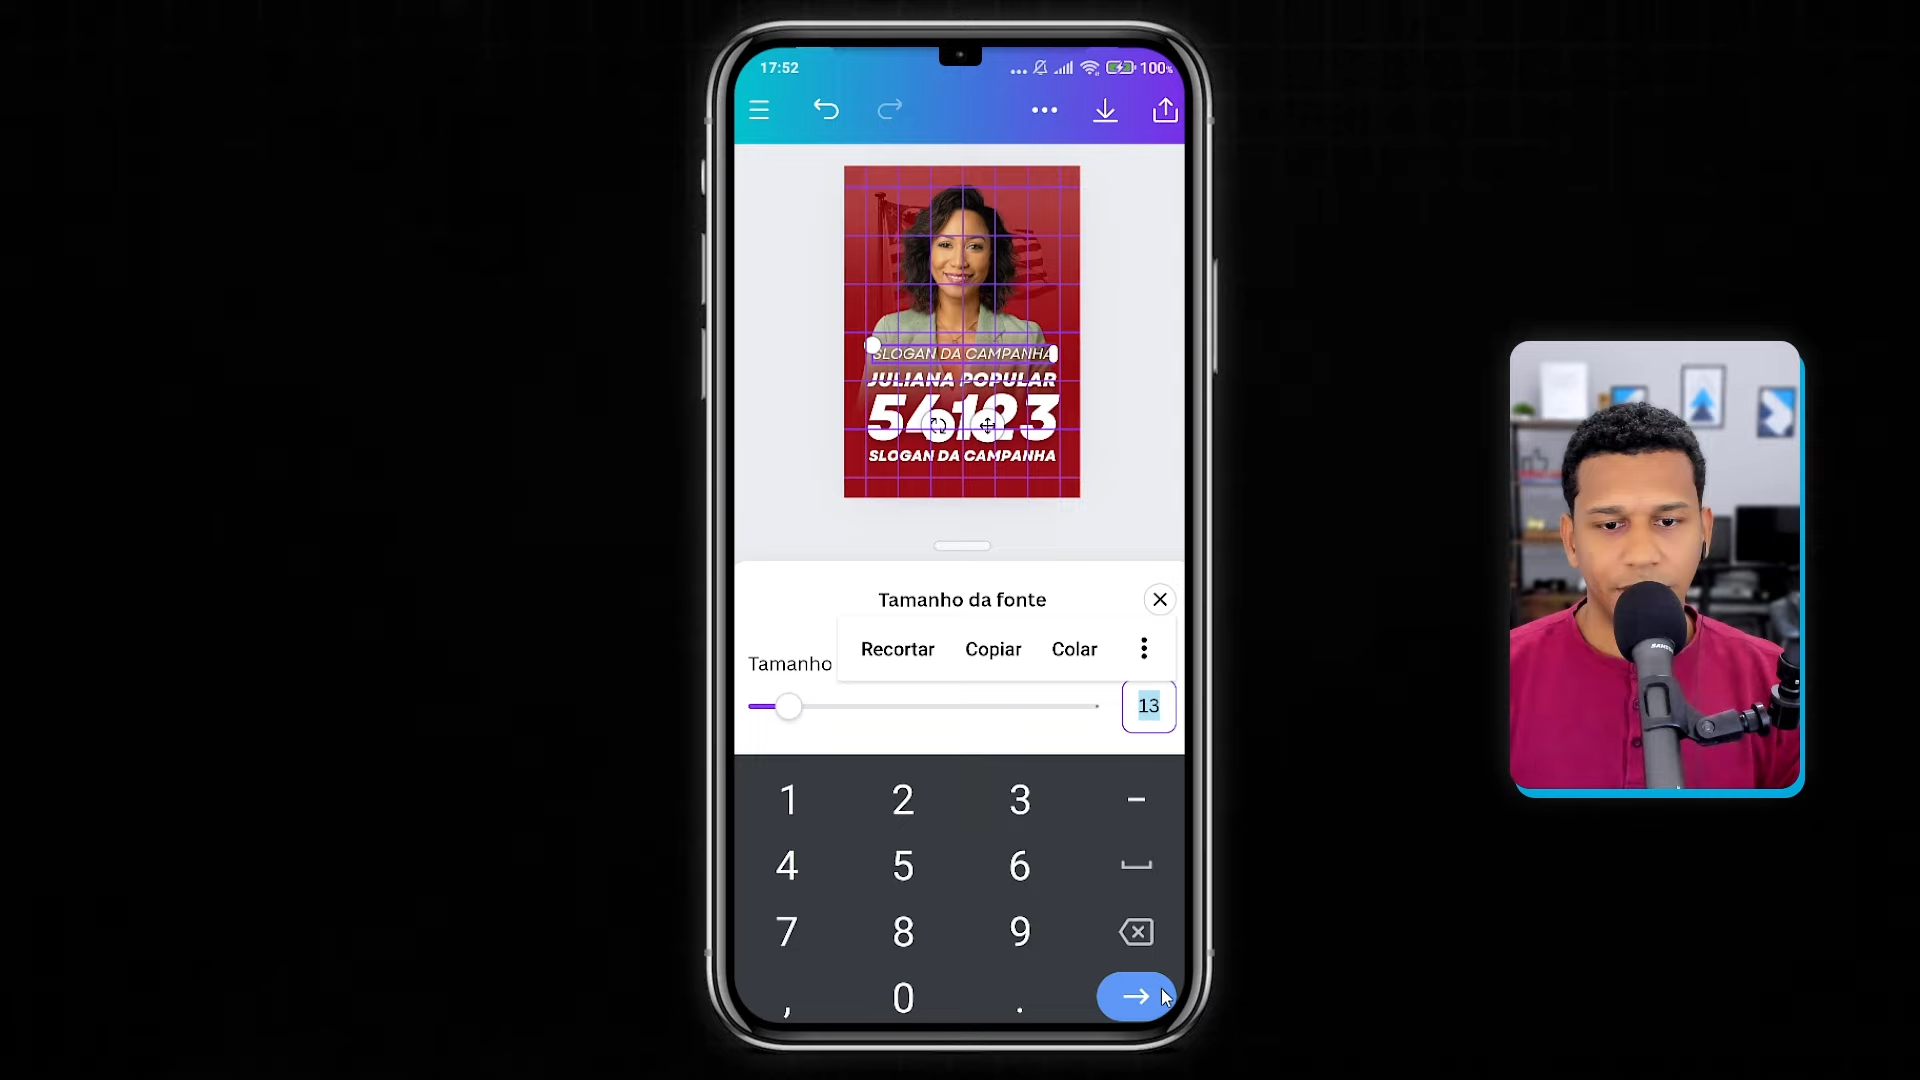 17:52
100%
SLOGAN DA CAMPANHA
JULIANA POPULAR
56123
SLOGAN DA CAMPANHA
Tamanho da fonte
Recortar Copiar Colar
Tamanho
13
1 2 3 -
4 5 6
7 8 9
, 0 .